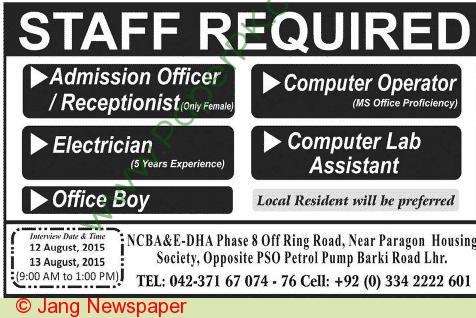 STAFF REQUIRED
Admission Officer
/ Receptionist (Only Female)
Computer Operator
(MS Office Proficiency)
Electrician
(5 Years Experience)
Computer Lab
Assistant
Office Boy
Local Resident will be preferred
Interview Date & Time
12 August, 2015
13 August, 2015
(9:00 AM to 1:00 PM)
NCBA&E-DHA Phase 8 Off Ring Road, Near Paragon Housing
Society, Opposite PSO Petrol Pump Barki Road Lhr.
TEL: 042-371 67 074 - 76 Cell: +92 (0) 334 2222 601
© Jang Newspaper